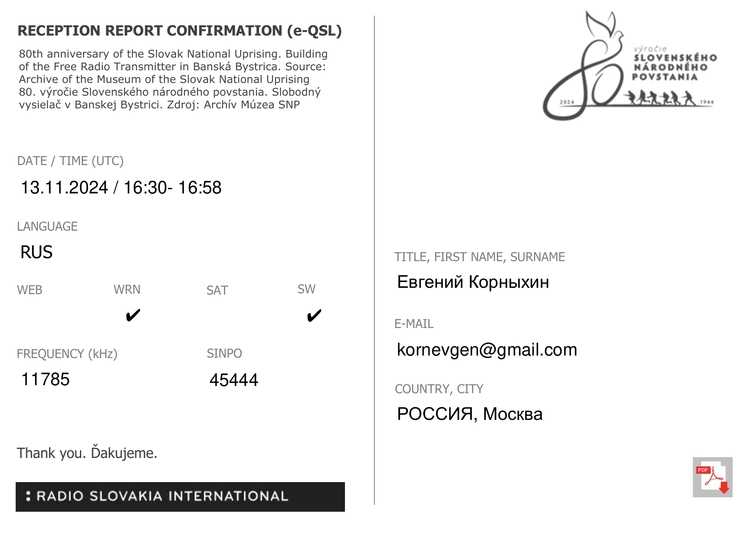 RECEPTION REPORT CONFIRMATION (e-QSL)
80th anniversary of the Slovak National Uprising. Building
of the Free Radio Transmitter in Banská Bystrica. Source:
Archive of the Museum of the Slovak National Uprising
80. výročie Slovenského národného povstania. Slobodný
vysielač v Banskej Bystrici. Zdroj: Archív Múzea SNP
DATE / TIME (UTC)
13.11.2024 / 16:30- 16:58
LANGUAGE
RUS
WEB WRN SAT SW
✔ ✔
FREQUENCY (kHz) SINPO
11785 45444
Thank you. Ďakujeme.
: RADIO SLOVAKIA INTERNATIONAL
80
výročie
SLOVENSKÉHO
NÁRODNÉHO
POVSTANIA
2024 1944
TITLE, FIRST NAME, SURNAME
Евгений Корныхин
E-MAIL
kornevgen@gmail.com
COUNTRY, CITY
РОССИЯ, Москва
PDF